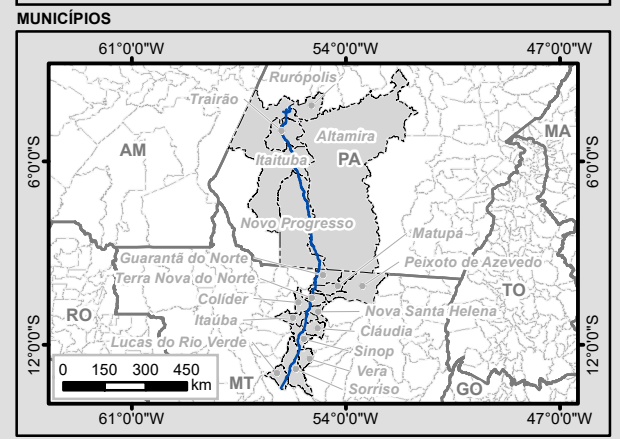 MUNICÍPIOS
61°0'0"W 54°0'0"W 47°0'0"W
Rurópolis
Trairão
Altamira
MA
AM
Itaituba
PA
6°0'0"S 6°0'0"S
Novo Progresso
Matupá
Guarantã do Norte
Peixoto de Azevedo
Terra Nova do Norte
TO
Colíder
Nova Santa Helena
RO
Itaúba
Cláudia
Lucas do Rio Verde
Sinop
12°0'0"S 12°0'0"S
Vera
0 150 300 450
km
MT
Sorriso
GO
61°0'0"W 54°0'0"W 47°0'0"W